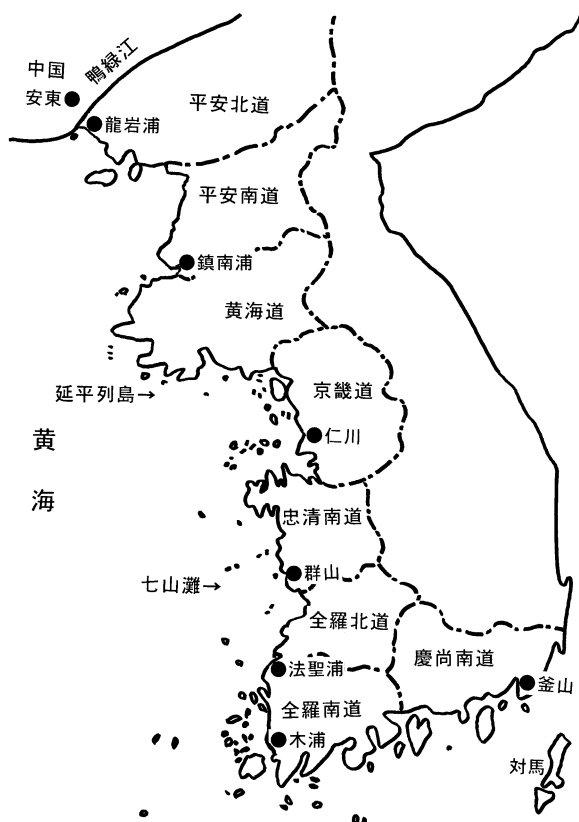 中国
鴨緑江
安東
龍岩浦
平安北道
平安南道
鎮南浦
黄海道
延平列島→
京畿道
仁川
黄海
忠清南道
群山
七山灘→
全羅北道
慶尚南道
法聖浦
釜山
全羅南道
木浦
対馬